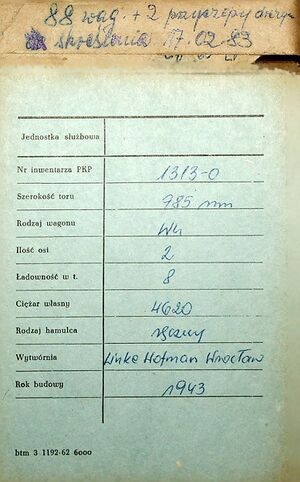 88 wag. + 2 przyczepy
skreślenia 17.02.83
Jednostka służbowa
Nr inwentarza PKP 1313-0
Szerokość toru 785 mm
Rodzaj wagonu
Ilość osi 2
Ładowność w t. 8
Ciężar własny 4620
Rodzaj hamulca ręczny
Wytwórnia Linke Hofman Wrocław
Rok budowy 1943
btm 3 1192-62 6000